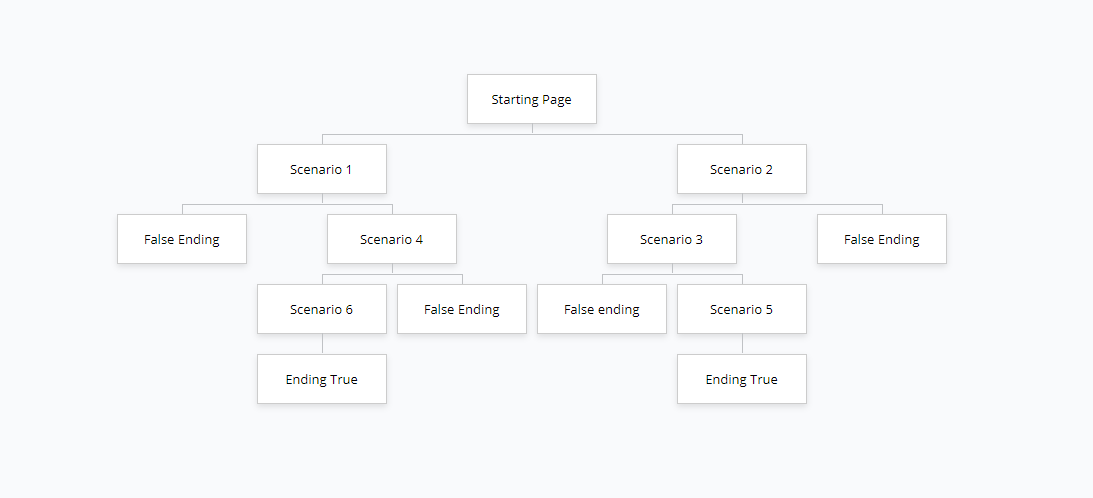 Starting Page
Scenario 1
Scenario 2
False Ending
Scenario 4
Scenario 3
False Ending
Scenario 6
False Ending
False ending
Scenario 5
Ending True
Ending True